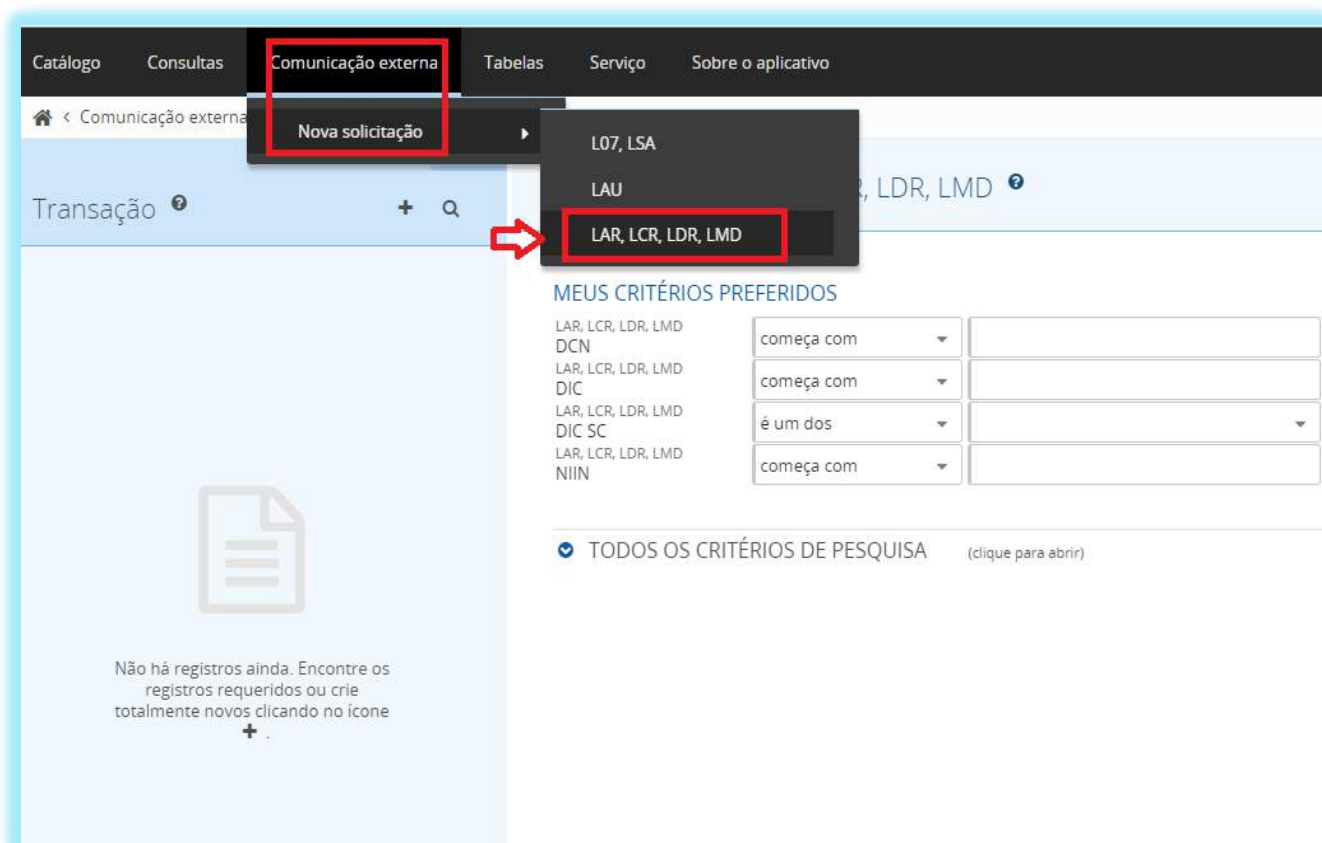 Catálogo Consultas Comunicação externa Tabelas Serviço Sobre o aplicativo
< Comunicação externa
Nova solicitação
L07, LSA
LAU
LAR, LCR, LDR, LMD
Transação
, LDR, LMD
MEUS CRITÉRIOS PREFERIDOS
LAR, LCR, LDR, LMD
DCN começa com
LAR, LCR, LDR, LMD
DIC começa com
LAR, LCR, LDR, LMD
DIC SC é um dos
LAR, LCR, LDR, LMD
NIIN começa com
TODOS OS CRITÉRIOS DE PESQUISA (clique para abrir)
Não há registros ainda. Encontre os
registros requeridos ou crie
totalmente novos clicando no ícone
+ .